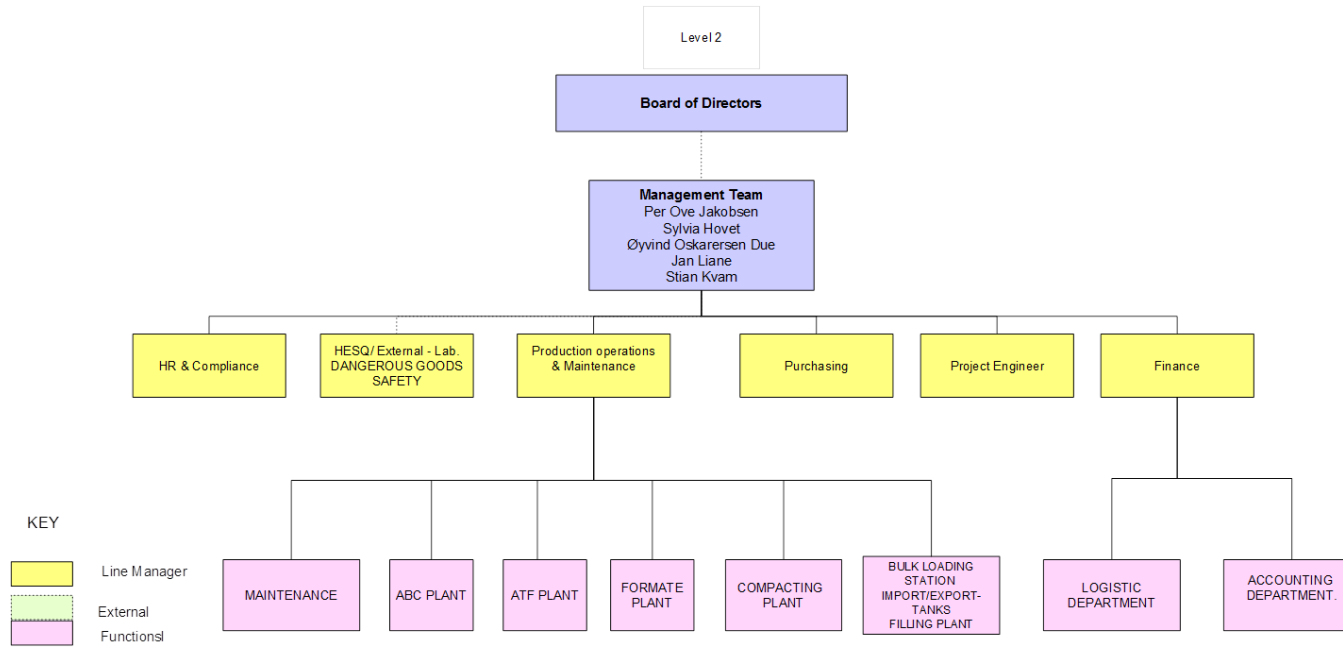 Level 2
Board of Directors
Management Team
Per Ove Jakobsen
Sylvia Hovet
Øyvind Oskarersen Due
Jan Liane
Stian Kvam
HR & Compliance
HESQ/ External - Lab.
DANGEROUS GOODS
SAFETY
Production operations
& Maintenance
Purchasing
Project Engineer
Finance
KEY
Line Manager
External
Functionsl
MAINTENANCE
ABC PLANT
ATF PLANT
FORMATE
PLANT
COMPACTING
PLANT
BULK LOADING
STATION
IMPORT/EXPORT-
TANKS
FILLING PLANT
LOGISTIC
DEPARTMENT
ACCOUNTING
DEPARTMENT.